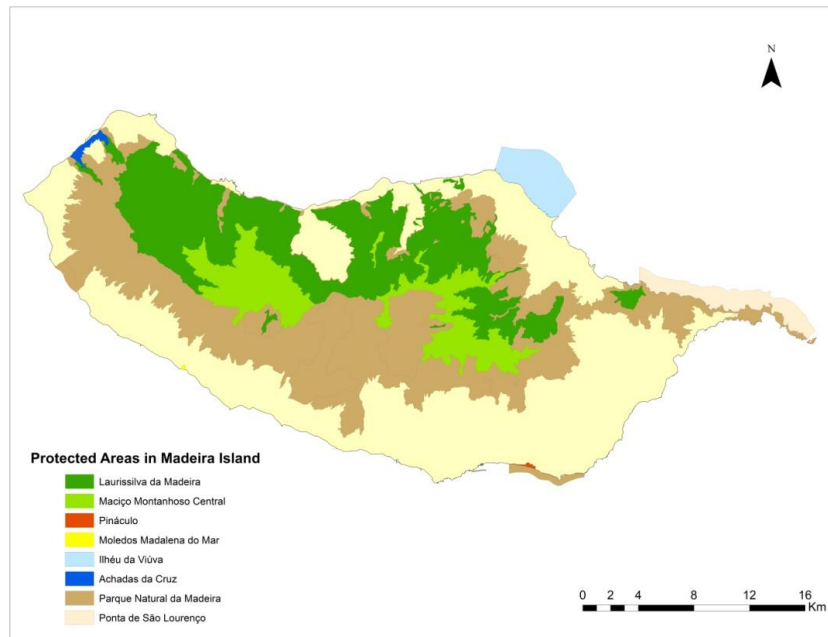 N
Protected Areas in Madeira Island
Laurissilva da Madeira
Maciço Montanhoso Central
Pináculo
Moledos Madalena do Mar
Ilhéu da Viúva
Achadas da Cruz
Parque Natural da Madeira
Ponta de São Lourenço
0 2 4 8 12 16
Km